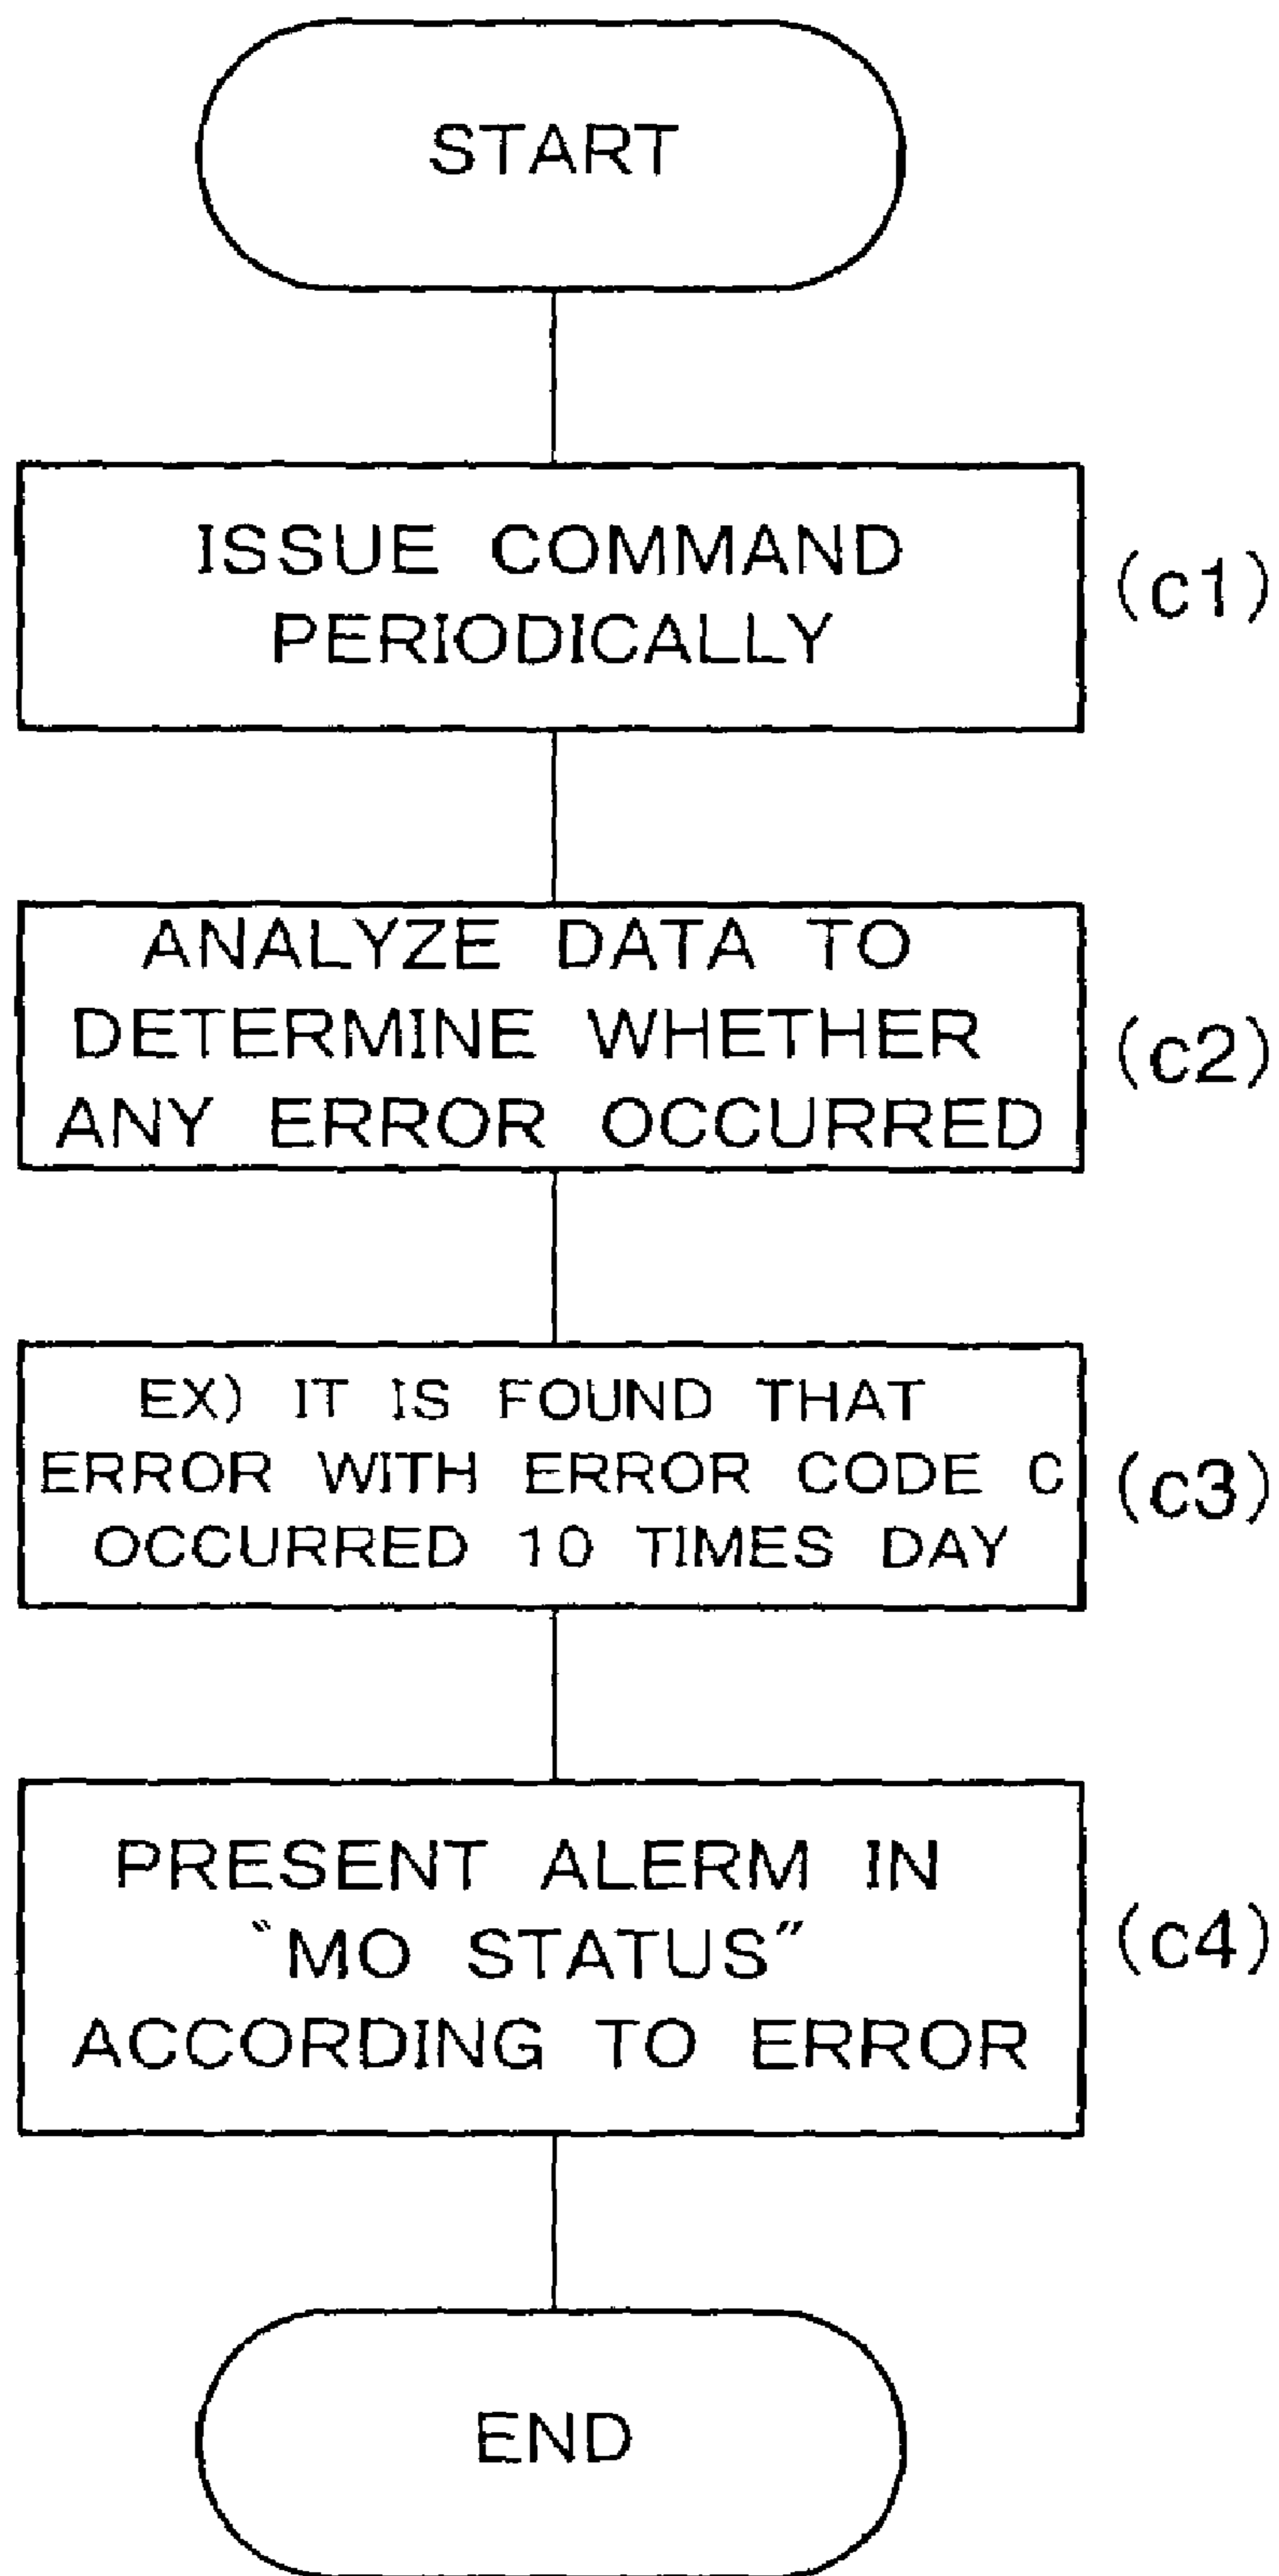 START
ISSUE COMMAND
PERIODICALLY
(c1)
ANALYZE DATA TO
DETERMINE WHETHER
ANY ERROR OCCURRED
(c2)
EX) IT IS FOUND THAT
ERROR WITH ERROR CODE C
OCCURRED 10 TIMES DAY
(c3)
PRESENT ALERM IN
“MO STATUS”
ACCORDING TO ERROR
(c4)
END